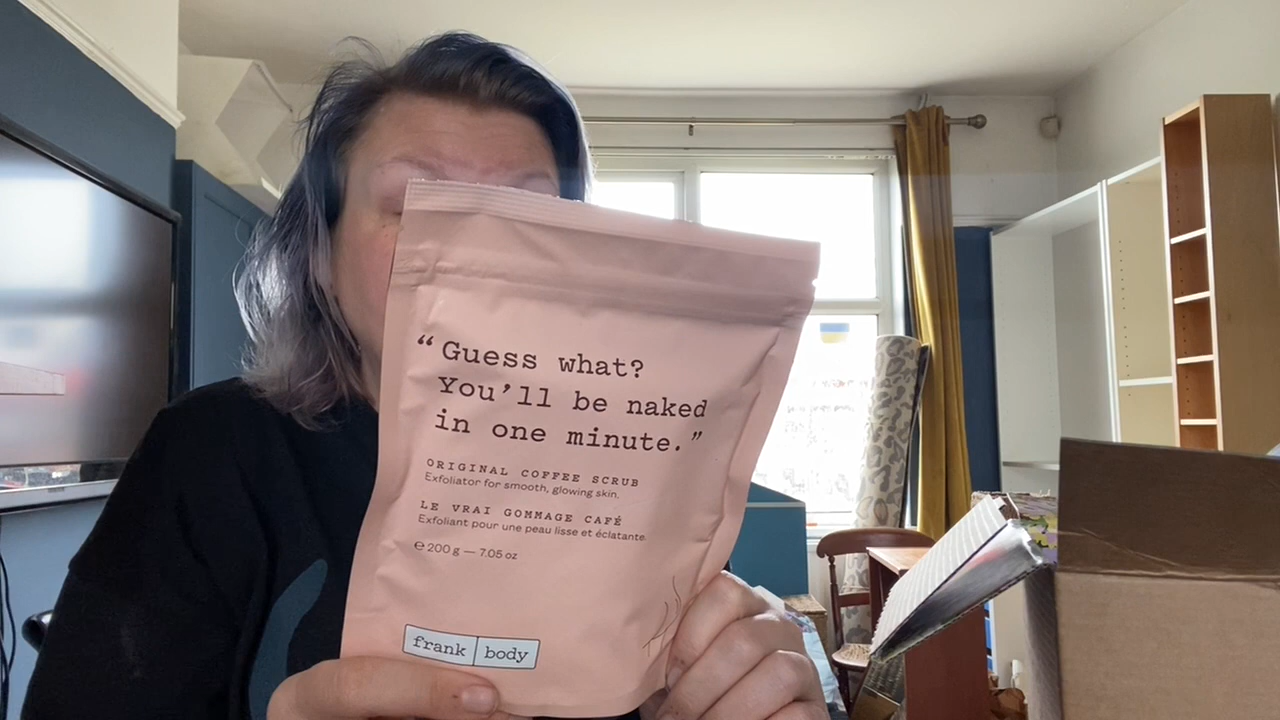 “Guess what?
You’ll be naked
in one minute.”
ORIGINAL COFFEE SCRUB
Exfoliator for smooth, glowing skin.
LE VRAI GOMMAGE CAFÉ
Exfoliant pour une peau lisse et éclatante.
℮ 200 g — 7.05 oz
frank body